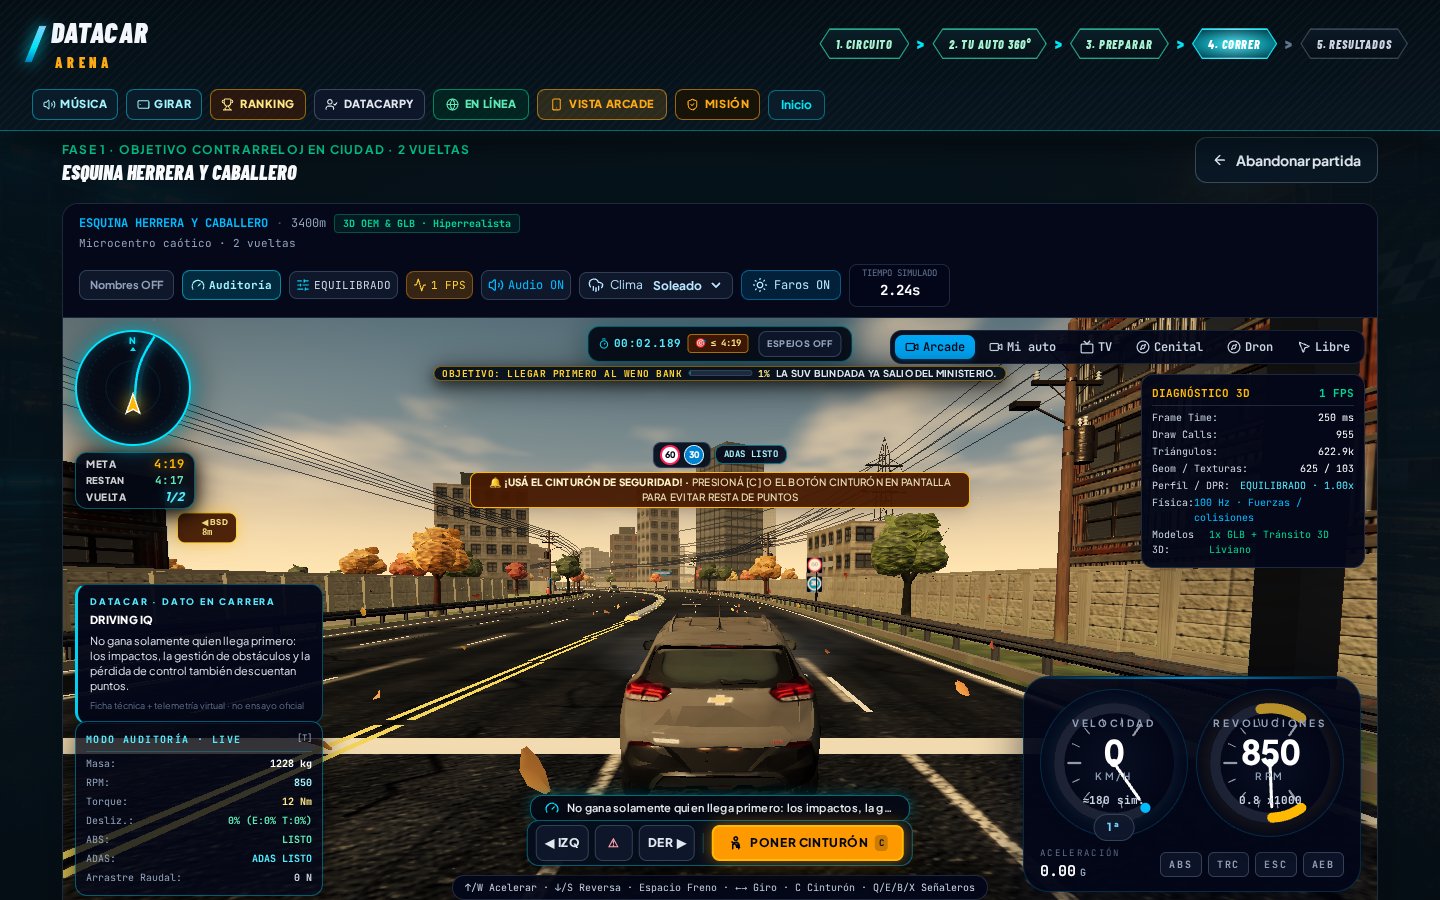 DATACAR
ARENA
1. CIRCUITO > 2. TU AUTO 360° > 3. PREPARAR > 4. CORRER > 5. RESULTADOS
MÚSICA GIRAR RANKING DATACARPY EN LÍNEA VISTA ARCADE MISIÓN Inicio
FASE 1 · OBJETIVO CONTRARRELOJ EN CIUDAD · 2 VUELTAS
ESQUINA HERRERA Y CABALLERO
← Abandonar partida
ESQUINA HERRERA Y CABALLERO · 3400m 3D OEM & GLB · Hiperrealista
Microcentro caótico · 2 vueltas
Nombres OFF Auditoría EQUILIBRADO 1 FPS Audio ON Clima Soleado Faros ON
TIEMPO SIMULADO
2.24s
N
00:02.189 🎯 ≤ 4:19 ESPEJOS OFF
Arcade Mi auto TV Cenital Dron Libre
OBJETIVO: LLEGAR PRIMERO AL WENO BANK 1% LA SUV BLINDADA YA SALIO DEL MINISTERIO.
DIAGNÓSTICO 3D 1 FPS
Frame Time: 250 ms
Draw Calls: 955
Triángulos: 622.9k
Geom / Texturas: 625 / 103
Perfil / DPR: EQUILIBRADO · 1.00x
Física: 100 Hz · Fuerzas /
colisiones
Modelos 1x GLB + Tránsito 3D
3D: Liviano
META 4:19
RESTAN 4:17
VUELTA 1/2
60 30 ADAS LISTO
🔔 ¡USÁ EL CINTURÓN DE SEGURIDAD! · PRESIONÁ [C] O EL BOTÓN CINTURÓN EN PANTALLA
PARA EVITAR RESTA DE PUNTOS
◀ BSD
8m
DATACAR · DATO EN CARRERA
DRIVING IQ
No gana solamente quien llega primero:
los impactos, la gestión de obstáculos y la
pérdida de control también descuentan
puntos.
Ficha técnica + telemetría virtual · no ensayo oficial
MODO AUDITORÍA · LIVE [T]
Masa: 1228 kg
RPM: 850
Torque: 12 Nm
Desliz.: 0% (E:0% T:0%)
ABS: LISTO
ADAS: ADAS LISTO
Arrastre Raudal: 0 N
No gana solamente quien llega primero: los impactos, la g…
◀ IZQ ⚠ DER ▶ PONER CINTURÓN C
↑/W Acelerar · ↓/S Reversa · Espacio Freno · ←→ Giro · C Cinturón · Q/E/B/X Señaleros
VELOCIDAD
0
KM/H
≈180 sim.
1ª
REVOLUCIONES
850
RPM
0.8 x1000
ACELERACIÓN
0.00 G
ABS TRC ESC AEB